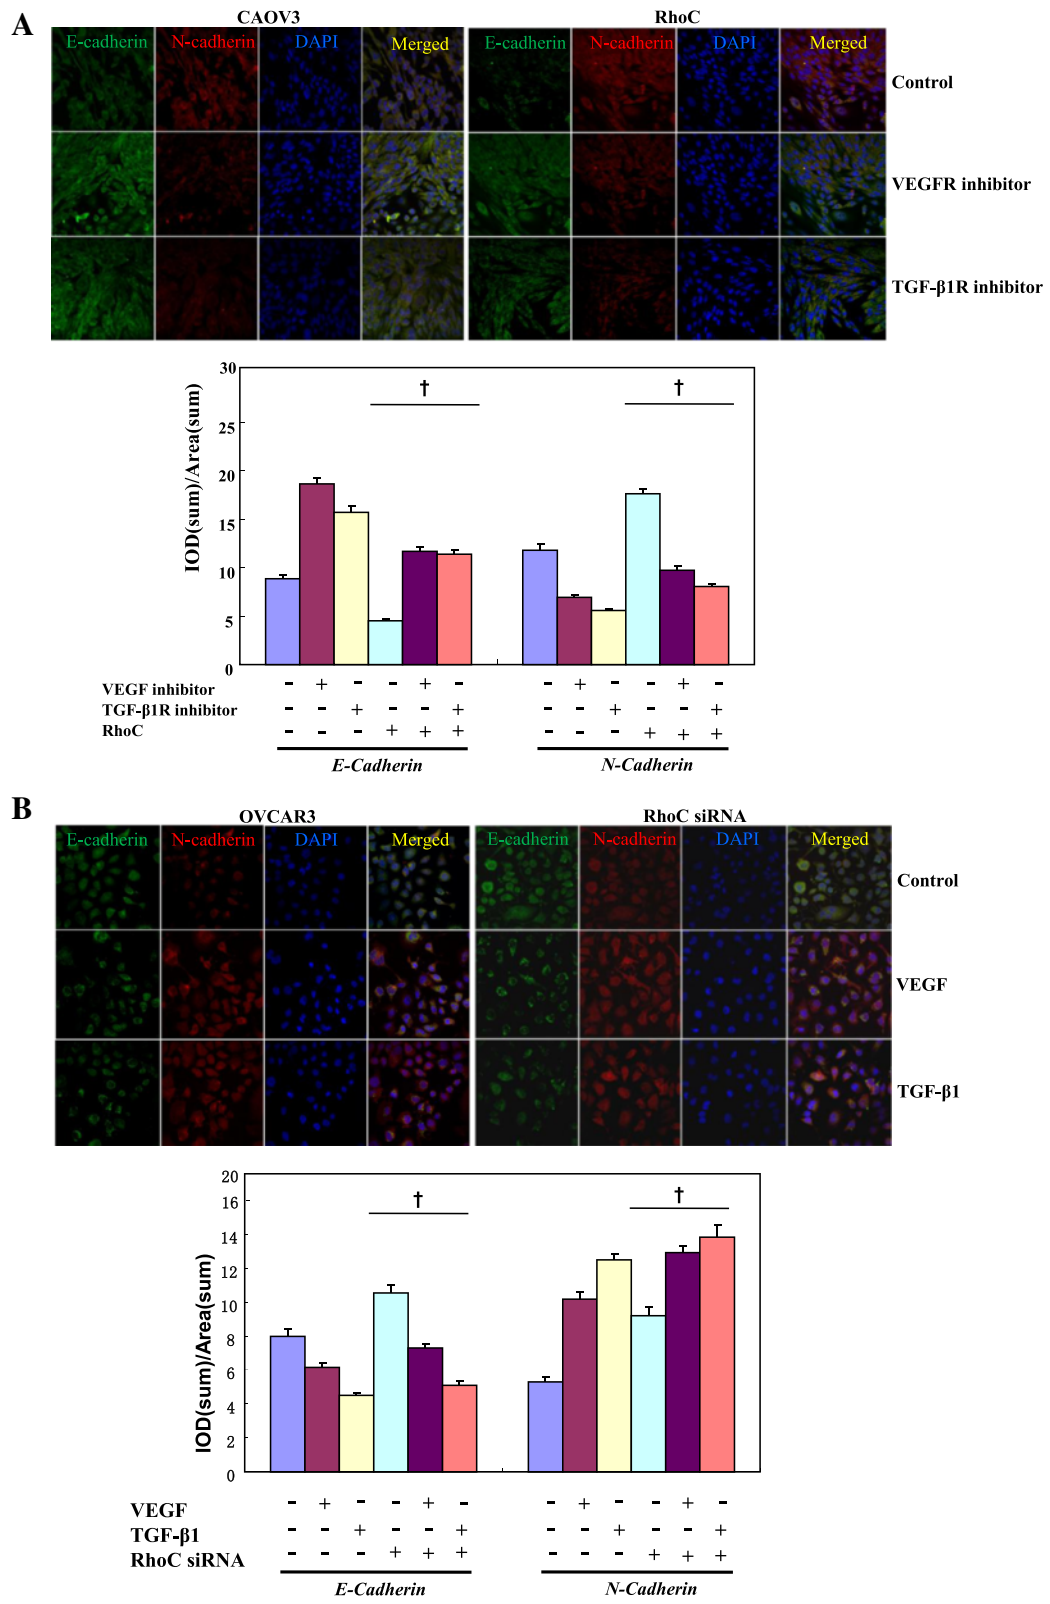 A
CAOV3
RhoC
E-cadherin N-cadherin DAPI Merged E-cadherin N-cadherin DAPI Merged
Control
VEGFR inhibitor
TGF-β1R inhibitor
IOD(sum)/Area(sum)
30
25
20
15
10
5
0
† †
VEGF inhibitor - + - - + - - + - - + -
TGF-β1R inhibitor - - + - - + - - + - - +
RhoC - - - + + + - - - + + +
E-Cadherin N-Cadherin
B
OVCAR3
RhoC siRNA
E-cadherin N-cadherin DAPI Merged E-cadherin N-cadherin DAPI Merged
Control
VEGF
TGF-β1
IOD(sum)/Area(sum)
20
16
14
12
10
8
6
4
2
0
† †
VEGF - + - - + - - + - - + -
TGF-β1 - - + - - + - - + - - +
RhoC siRNA - - - + + + - - - + + +
E-Cadherin N-Cadherin